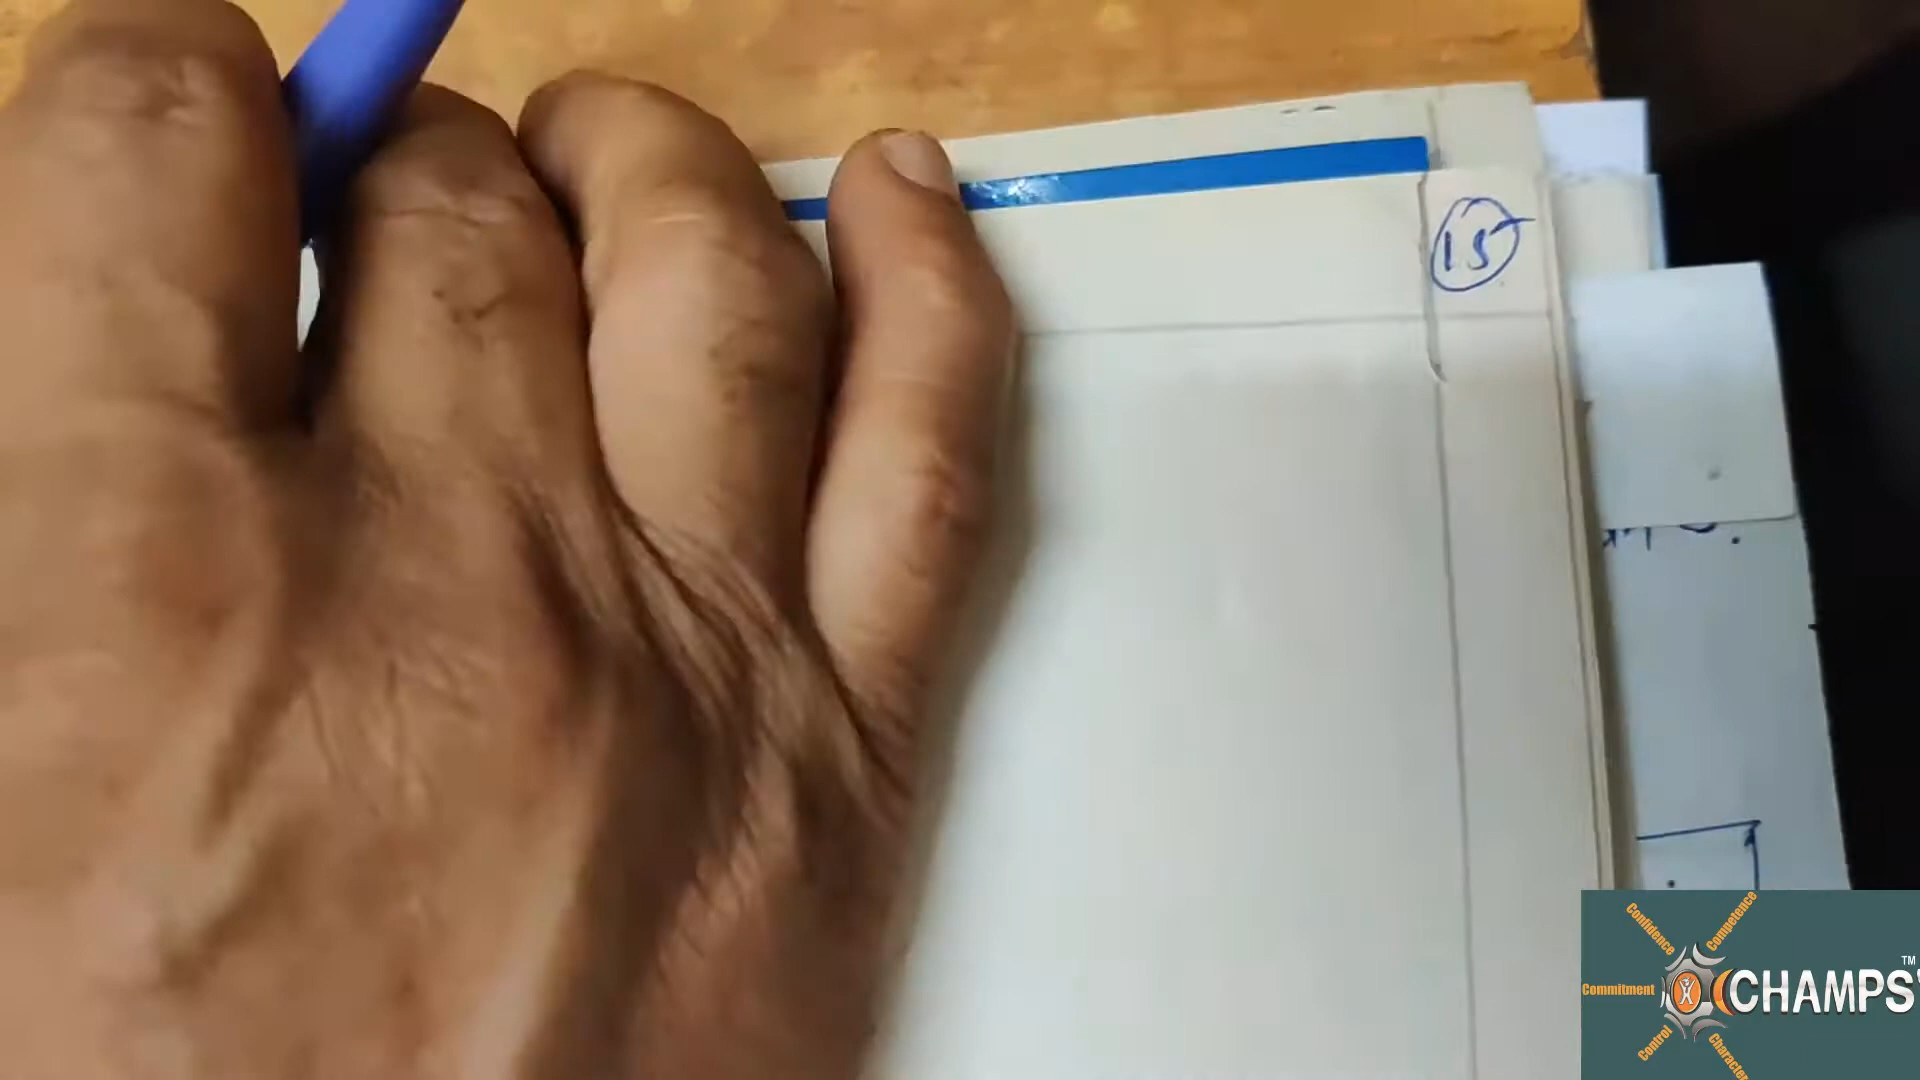 15
Confidence
Competence
Commitment
CHAMPS
TM
Control
Character